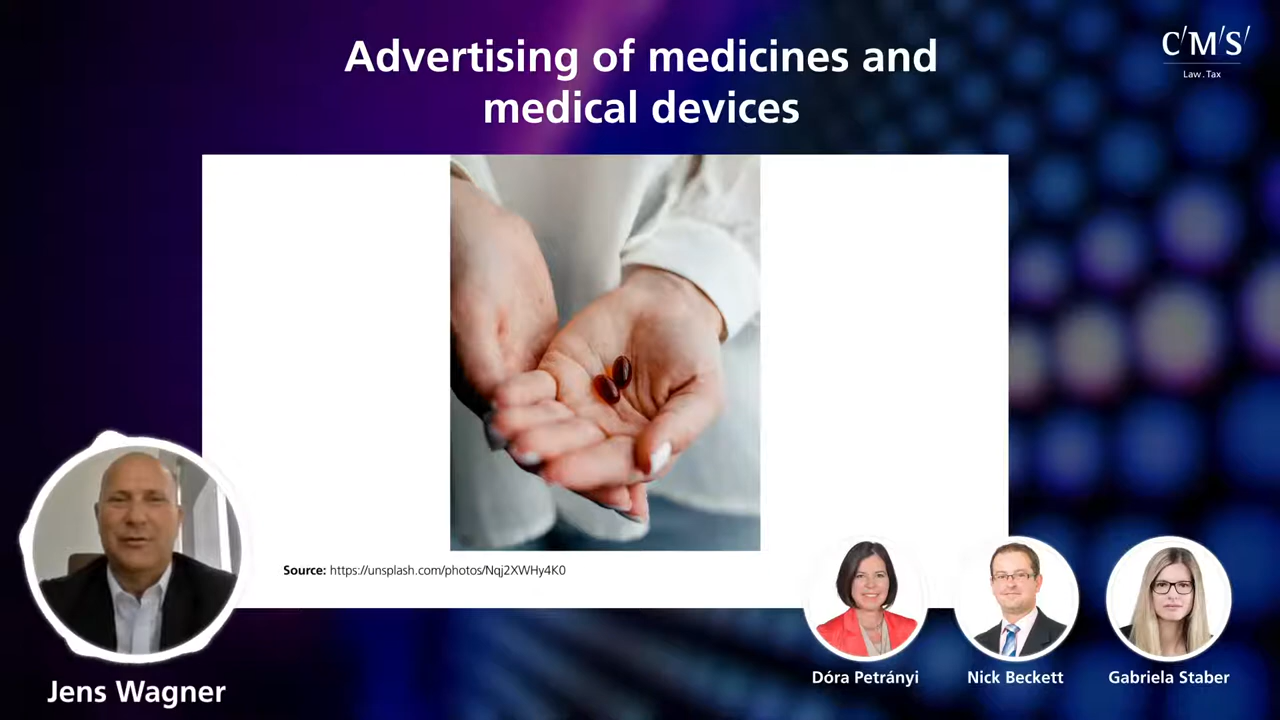 Advertising of medicines and
medical devices
C/M/S/
Law.Tax
Source: https://unsplash.com/photos/Nqj2XWHy4K0
Jens Wagner
Dóra Petrányi
Nick Beckett
Gabriela Staber